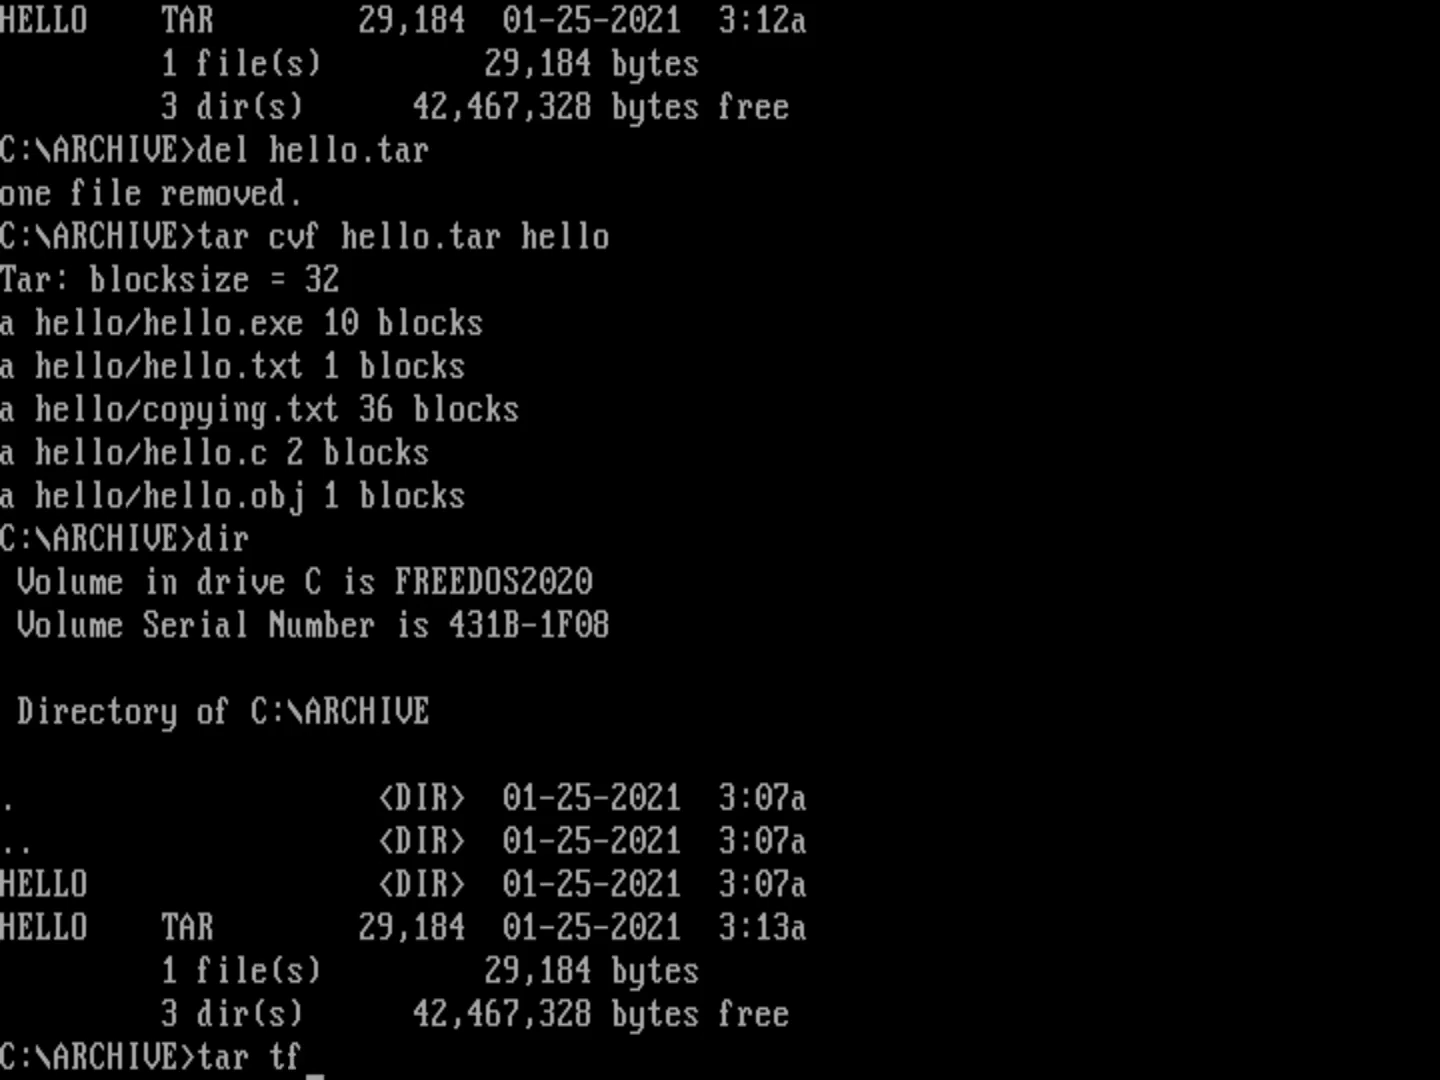 HELLO    TAR        29,184  01-25-2021  3:12a
         1 file(s)         29,184 bytes
         3 dir(s)      42,467,328 bytes free
C:\ARCHIVE>del hello.tar
one file removed.
C:\ARCHIVE>tar cvf hello.tar hello
Tar: blocksize = 32
a hello/hello.exe 10 blocks
a hello/hello.txt 1 blocks
a hello/copying.txt 36 blocks
a hello/hello.c 2 blocks
a hello/hello.obj 1 blocks
C:\ARCHIVE>dir
 Volume in drive C is FREEDOS2020
 Volume Serial Number is 431B-1F08

 Directory of C:\ARCHIVE

.                    <DIR>  01-25-2021  3:07a
..                   <DIR>  01-25-2021  3:07a
HELLO                <DIR>  01-25-2021  3:07a
HELLO    TAR        29,184  01-25-2021  3:13a
         1 file(s)         29,184 bytes
         3 dir(s)      42,467,328 bytes free
C:\ARCHIVE>tar tf_